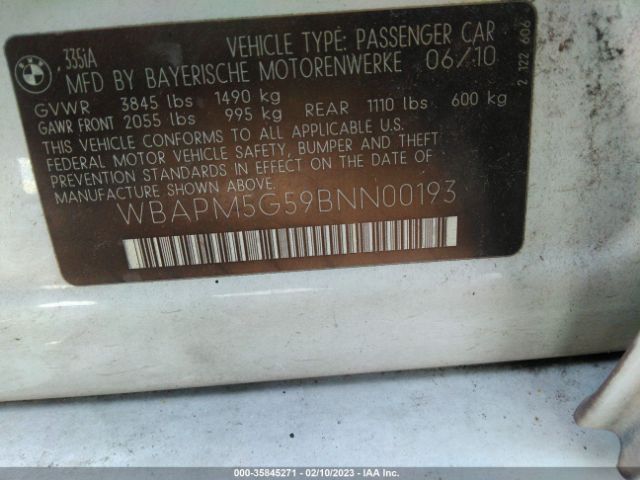 BMW
335iA
VEHICLE TYPE: PASSENGER CAR
MFD BY BAYERISCHE MOTORENWERKE 06/10
GVWR 3845 lbs 1490 kg
GAWR FRONT 2055 lbs 995 kg REAR 1110 lbs 600 kg
THIS VEHICLE CONFORMS TO ALL APPLICABLE U.S.
FEDERAL MOTOR VEHICLE SAFETY, BUMPER AND THEFT
PREVENTION STANDARDS IN EFFECT ON THE DATE OF
MANUFACTURE SHOWN ABOVE.
WBAPM5G59BNN00193
2 122 606
000-35845271 - 02/10/2023 - IAA Inc.